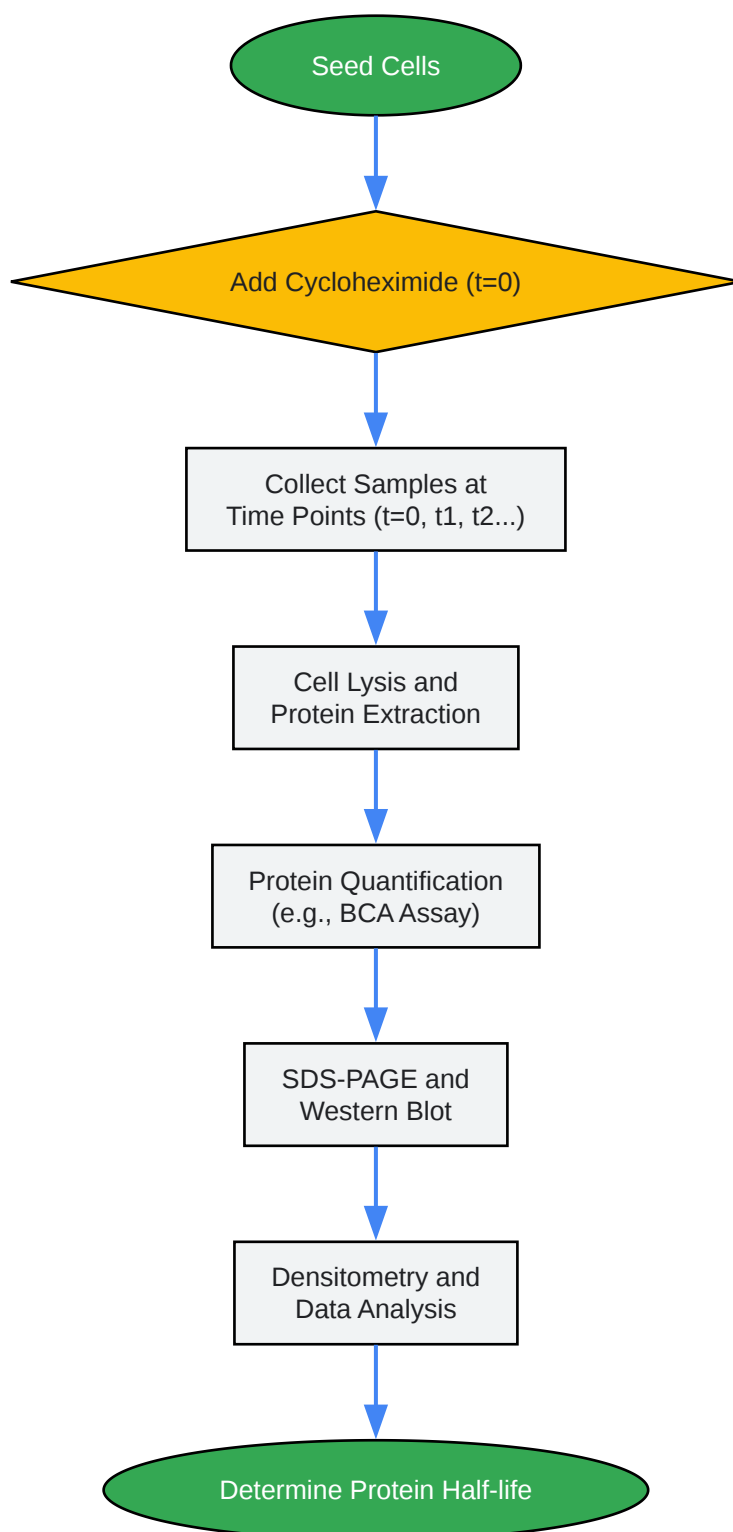 Seed Cells
Add Cycloheximide (t=0)
Collect Samples at
Time Points (t=0, t1, t2...)
Cell Lysis and
Protein Extraction
Protein Quantification
(e.g., BCA Assay)
SDS-PAGE and
Western Blot
Densitometry and
Data Analysis
Determine Protein Half-life